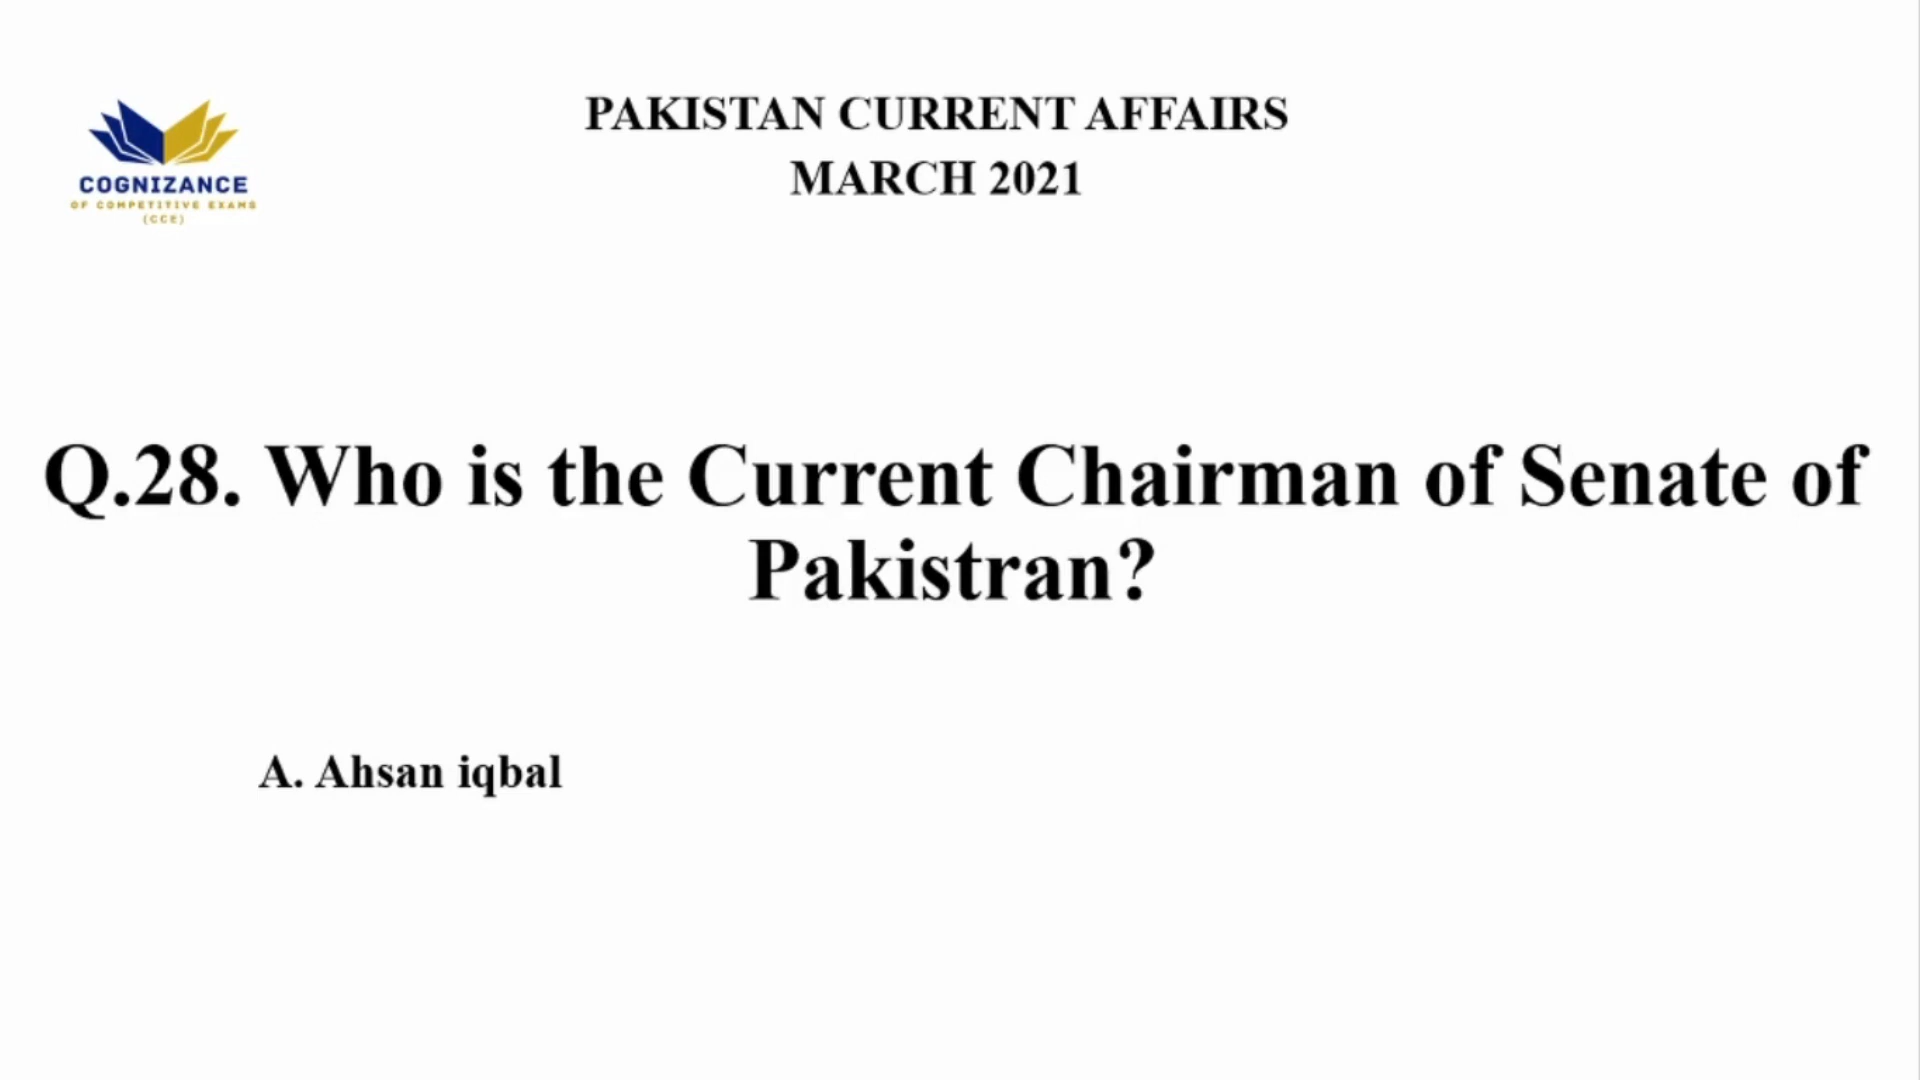 PAKISTAN CURRENT AFFAIRS
MARCH 2021
COGNIZANCE
OF COMPETITIVE EXAMS
(CCE)
Q.28. Who is the Current Chairman of Senate of
Pakistran?
A. Ahsan iqbal